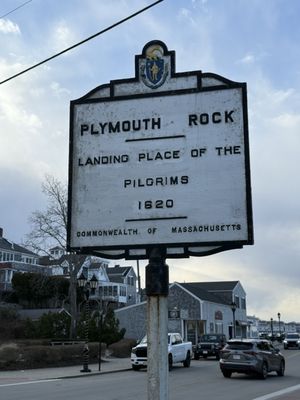 PLYMOUTH ROCK
LANDING PLACE OF THE
PILGRIMS
1620
COMMONWEALTH OF MASSACHUSETTS